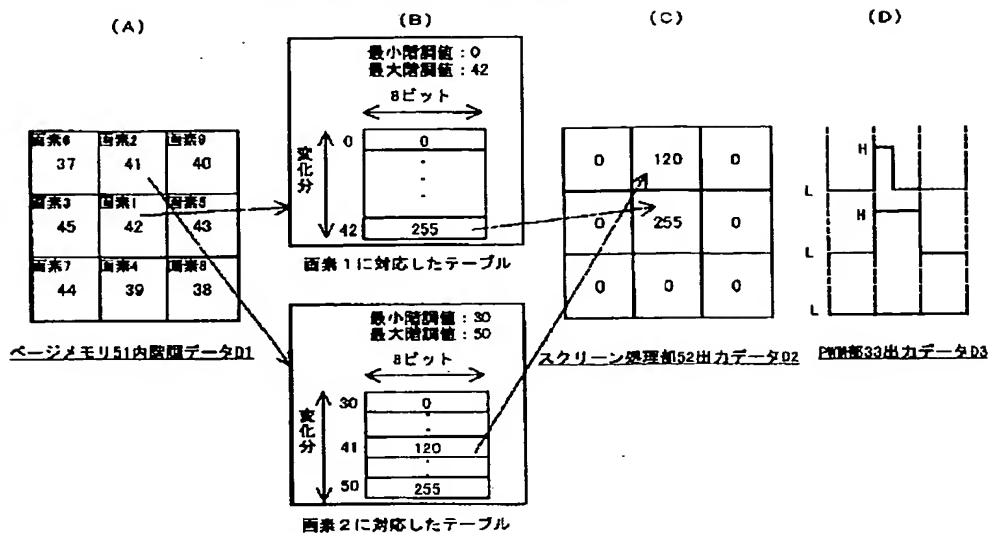 (A)
(B)
(C)
(D)
最小階調値：0
最大階調値：42
8ビット
変化分
0
0
42
255
画素1に対応したテーブル
画素6
画素2
画素9
37
41
40
画素3
画素1
画素5
45
42
43
画素7
画素4
画素8
44
39
38
ページメモリ51内階調データD1
最小階調値：30
最大階調値：50
8ビット
変化分
30
0
41
120
50
255
画素2に対応したテーブル
0
120
0
0
255
0
0
0
0
スクリーン処理部52出力データD2
H
L
H
L
L
PWM部33出力データD3